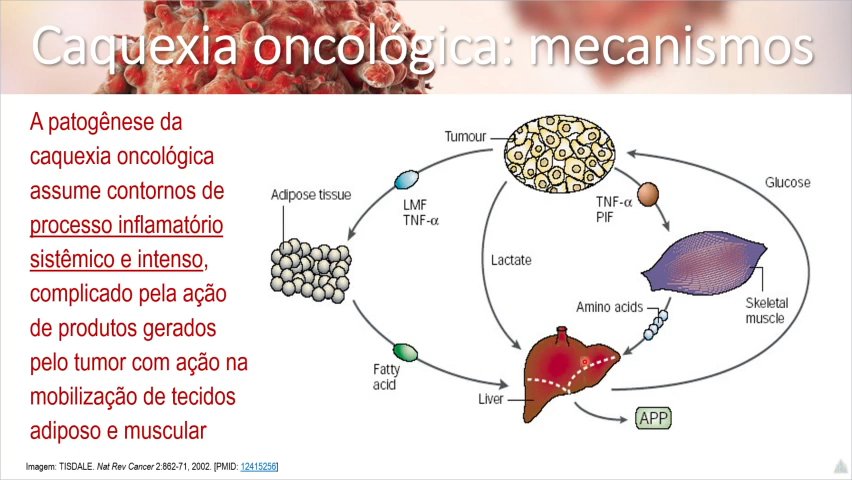 Caquexia oncológica: mecanismos
A patogênese da
caquexia oncológica
assume contornos de
processo inflamatório
sistêmico e intenso,
complicado pela ação
de produtos gerados
pelo tumor com ação na
mobilização de tecidos
adiposo e muscular
Tumour
Adipose tissue
LMF
TNF-α
TNF-α
PIF
Glucose
Lactate
Amino acids
Skeletal
muscle
Fatty
acid
Liver
APP
Imagem: TISDALE. Nat Rev Cancer 2:862-71, 2002. [PMID: 12415256]